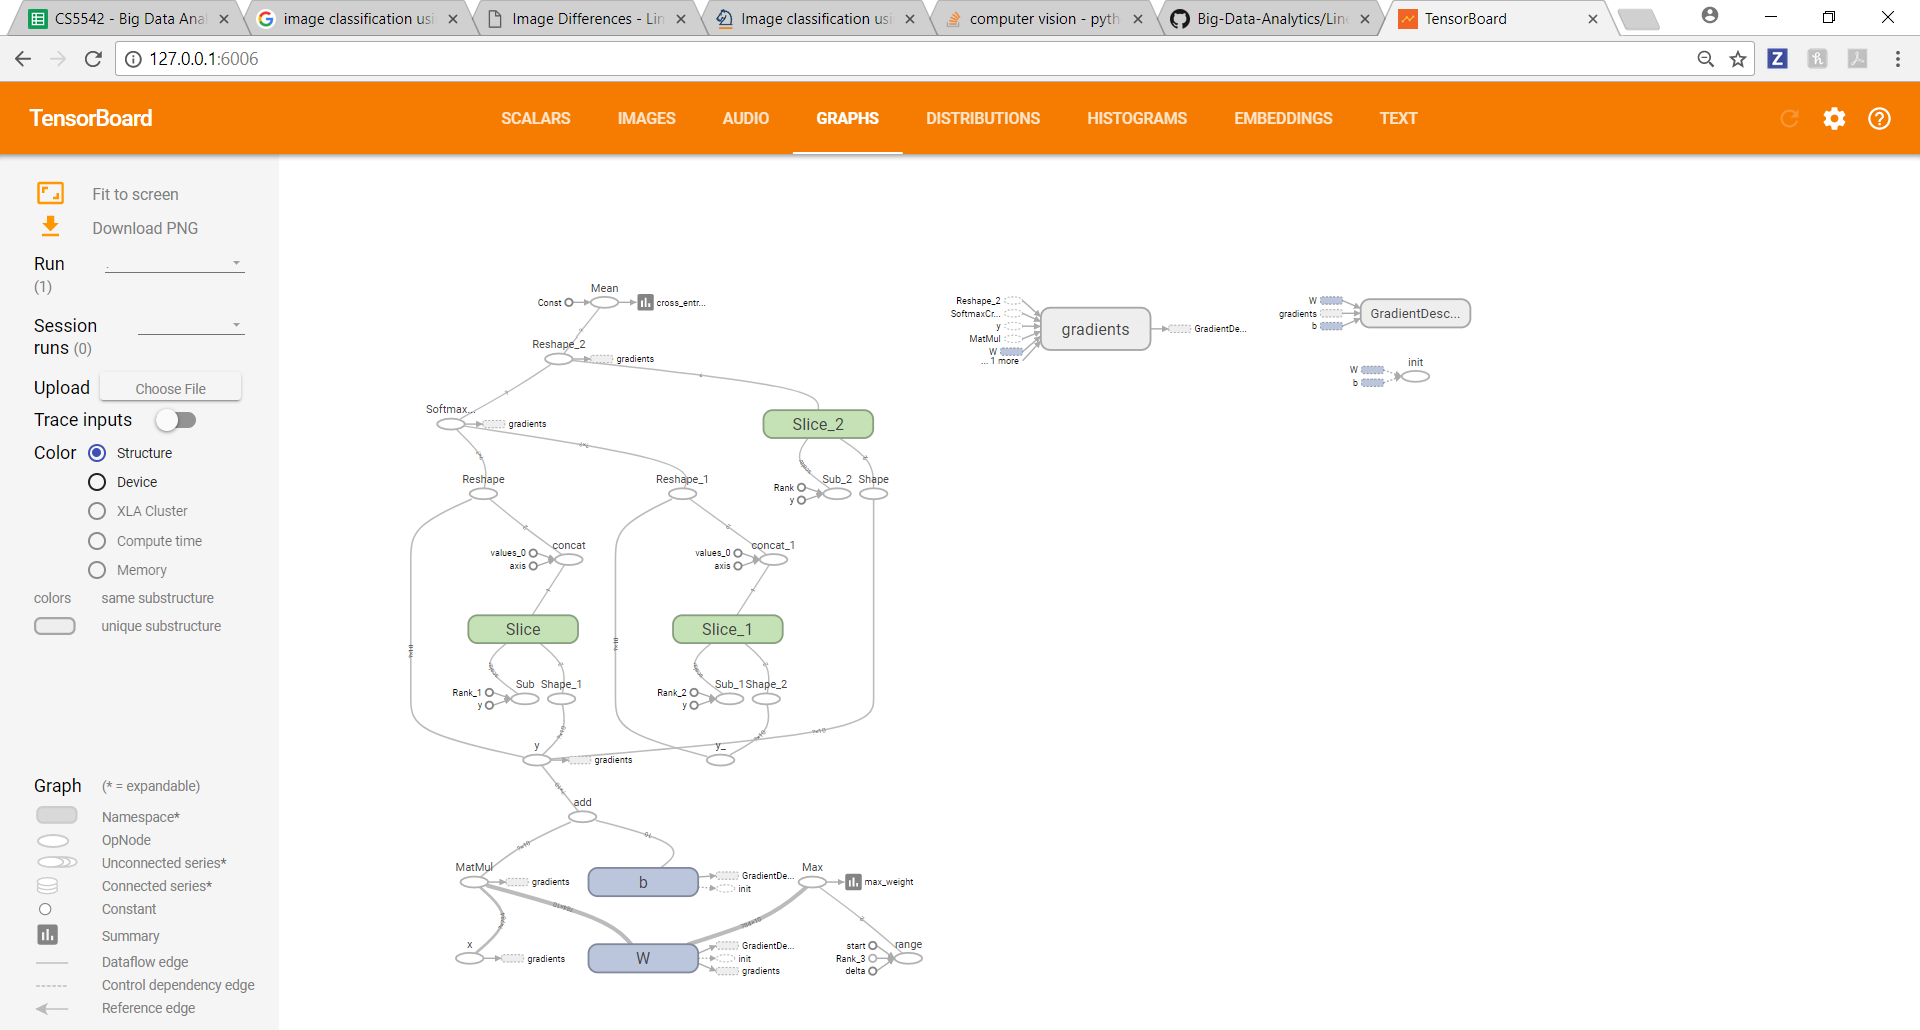 CS5542 - Big Data Anal
image classification usi
Image Differences - Lin
Image classification usi
computer vision - pyth
Big-Data-Analytics/Lin
TensorBoard
127.0.0.1:6006
TensorBoard
SCALARS
IMAGES
AUDIO
GRAPHS
DISTRIBUTIONS
HISTOGRAMS
EMBEDDINGS
TEXT
Fit to screen
Download PNG
Run
(1)
.
Session
runs (0)
Upload
Choose File
Trace inputs
Color
Structure
Device
XLA Cluster
Compute time
Memory
colors
same substructure
unique substructure
Graph
(* = expandable)
Namespace*
OpNode
Unconnected series*
Connected series*
Constant
Summary
Dataflow edge
Control dependency edge
Reference edge
Mean
Const
cross_entr...
Reshape_2
gradients
Softmax...
gradients
Slice_2
Reshape
Reshape_1
Sub_2
Shape
Rank
y
values_0
concat
axis
values_0
concat_1
axis
Slice
Slice_1
Sub
Shape_1
Rank_1
y
Sub_1
Shape_2
Rank_2
y
y
gradients
y_
add
MatMul
gradients
b
GradientDe...
init
Max
max_weight
x
gradients
W
GradientDe...
init
gradients
range
start
Rank_3
delta
Reshape_2
SoftmaxCr...
y
MatMul
W
... 1 more
gradients
GradientDe...
W
gradients
b
GradientDesc...
init
W
b